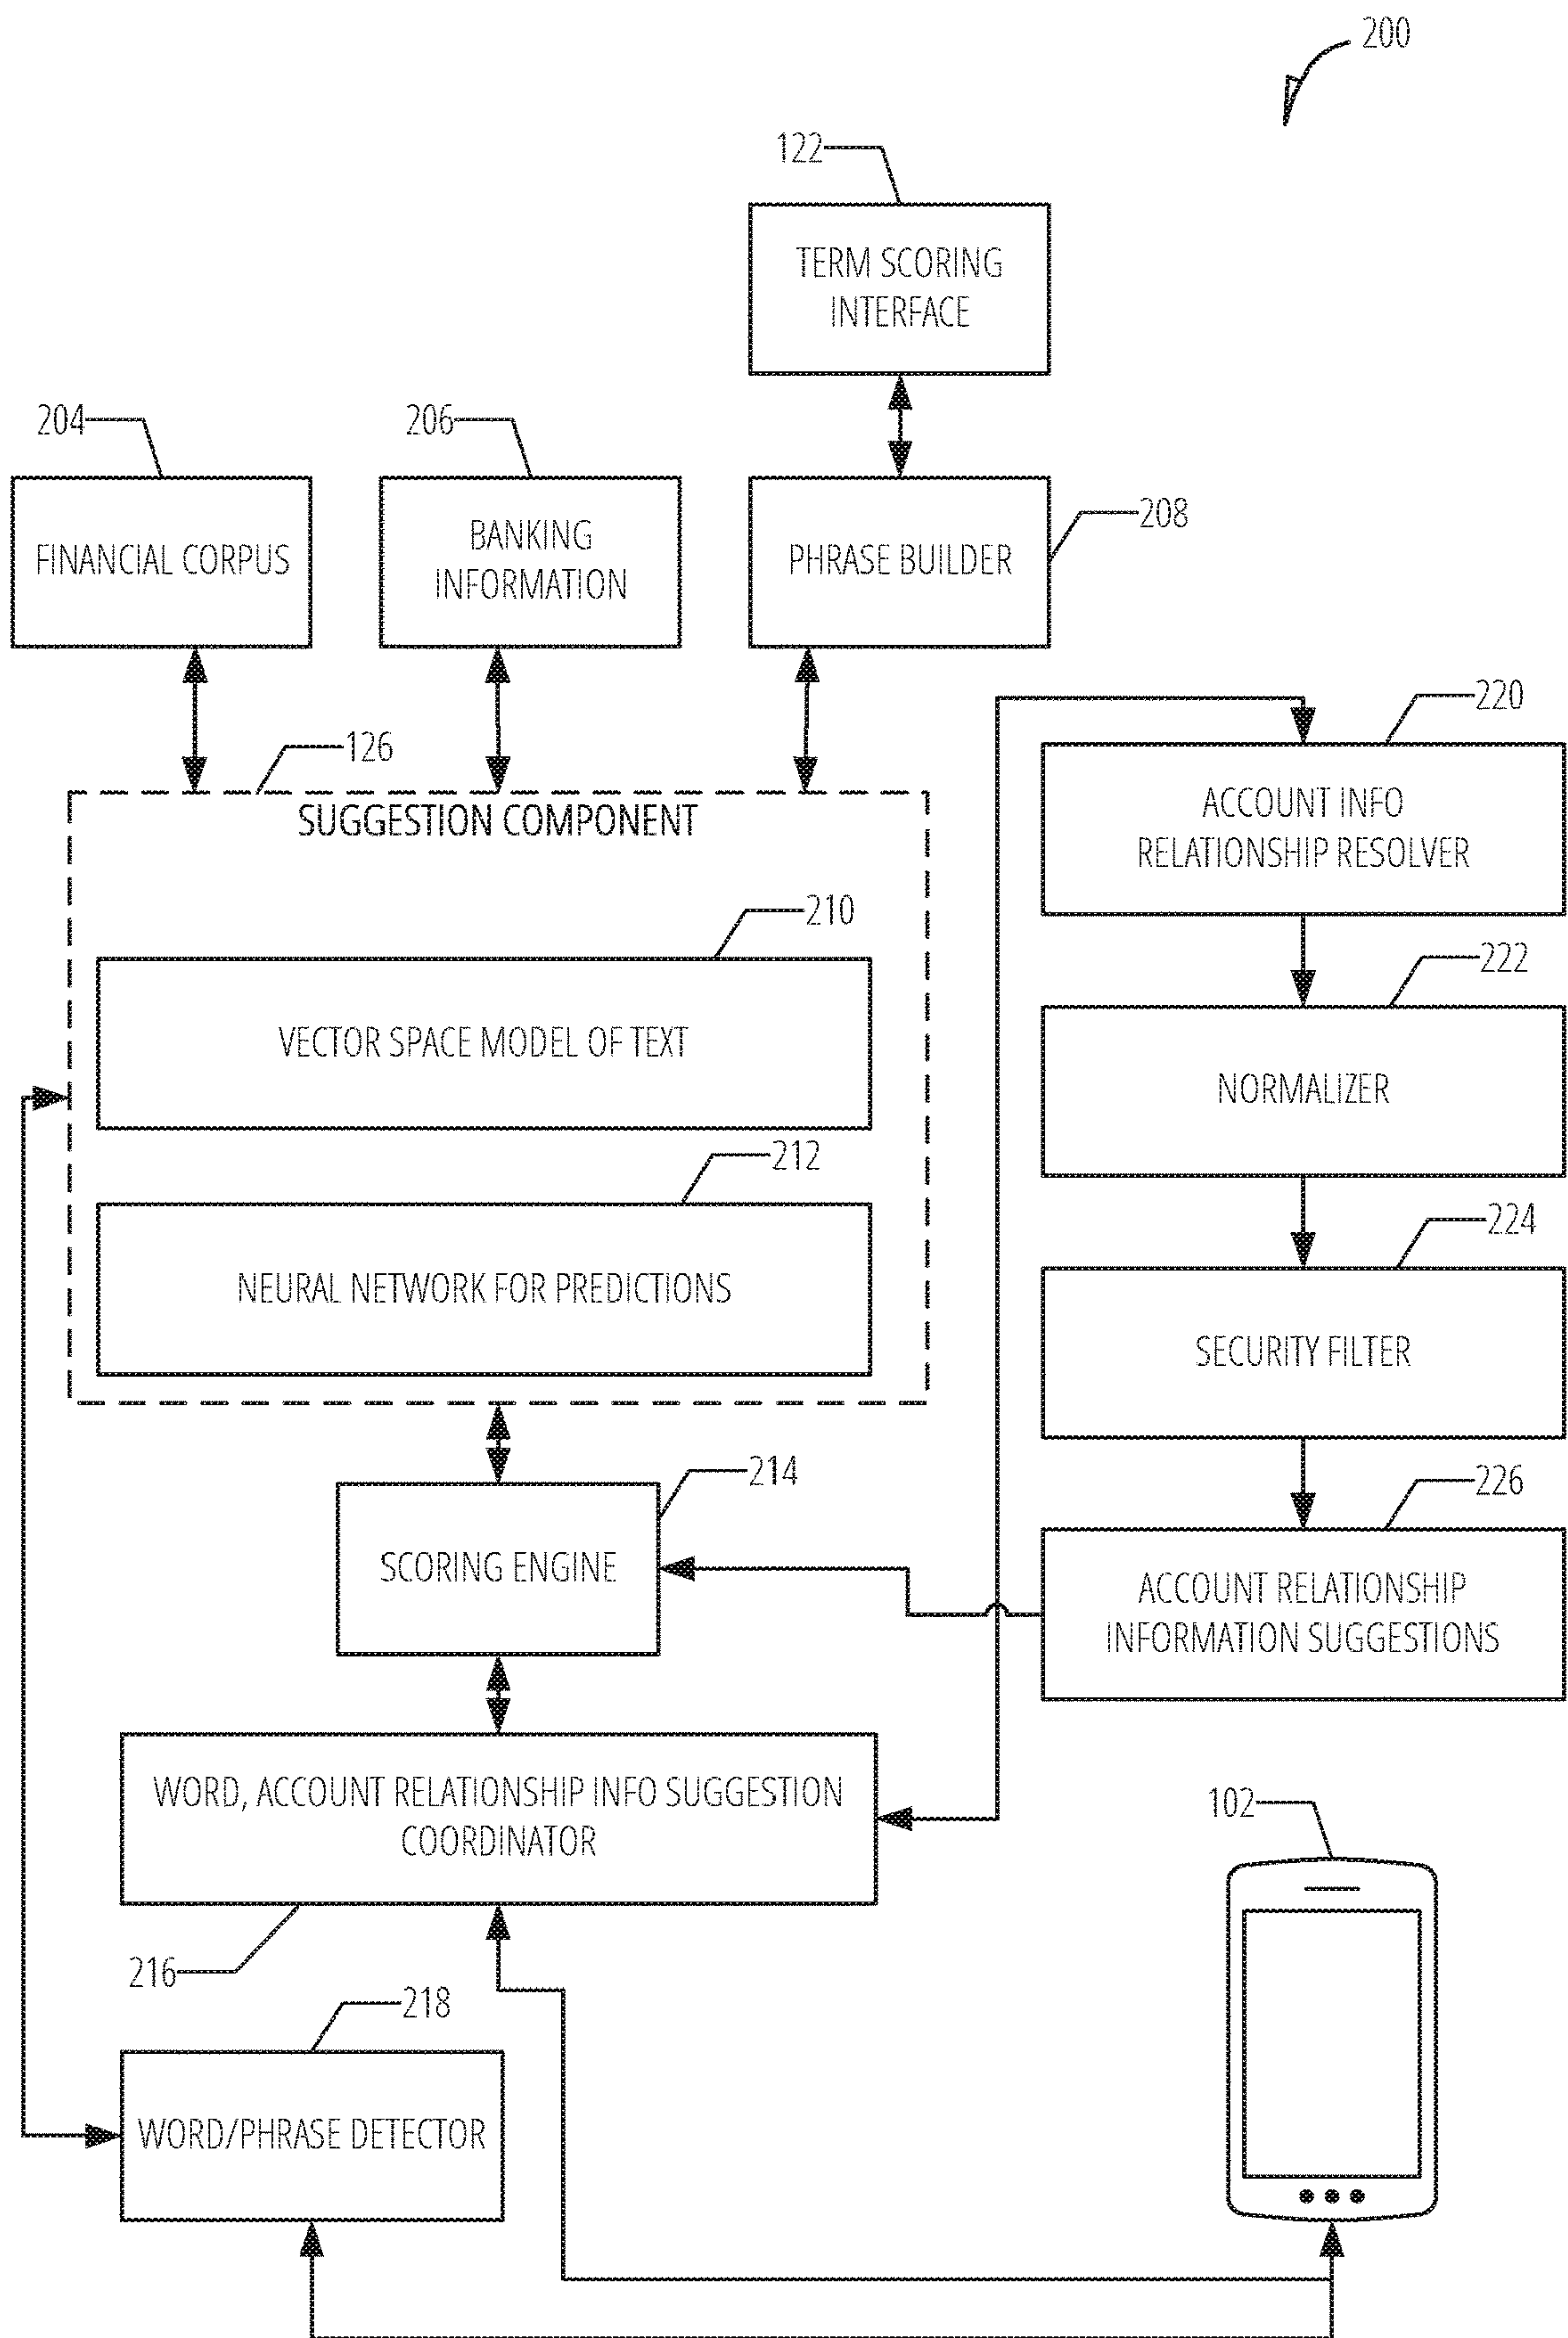 200
122
TERM SCORING
INTERFACE
204
206
FINANCIAL CORPUS
BANKING
INFORMATION
PHRASE BUILDER
208
126
SUGGESTION COMPONENT
220
ACCOUNT INFO
RELATIONSHIP RESOLVER
210
VECTOR SPACE MODEL OF TEXT
222
NORMALIZER
212
NEURAL NETWORK FOR PREDICTIONS
224
SECURITY FILTER
214
SCORING ENGINE
226
ACCOUNT RELATIONSHIP
INFORMATION SUGGESTIONS
WORD, ACCOUNT RELATIONSHIP INFO SUGGESTION
COORDINATOR
102
216
218
WORD/PHRASE DETECTOR